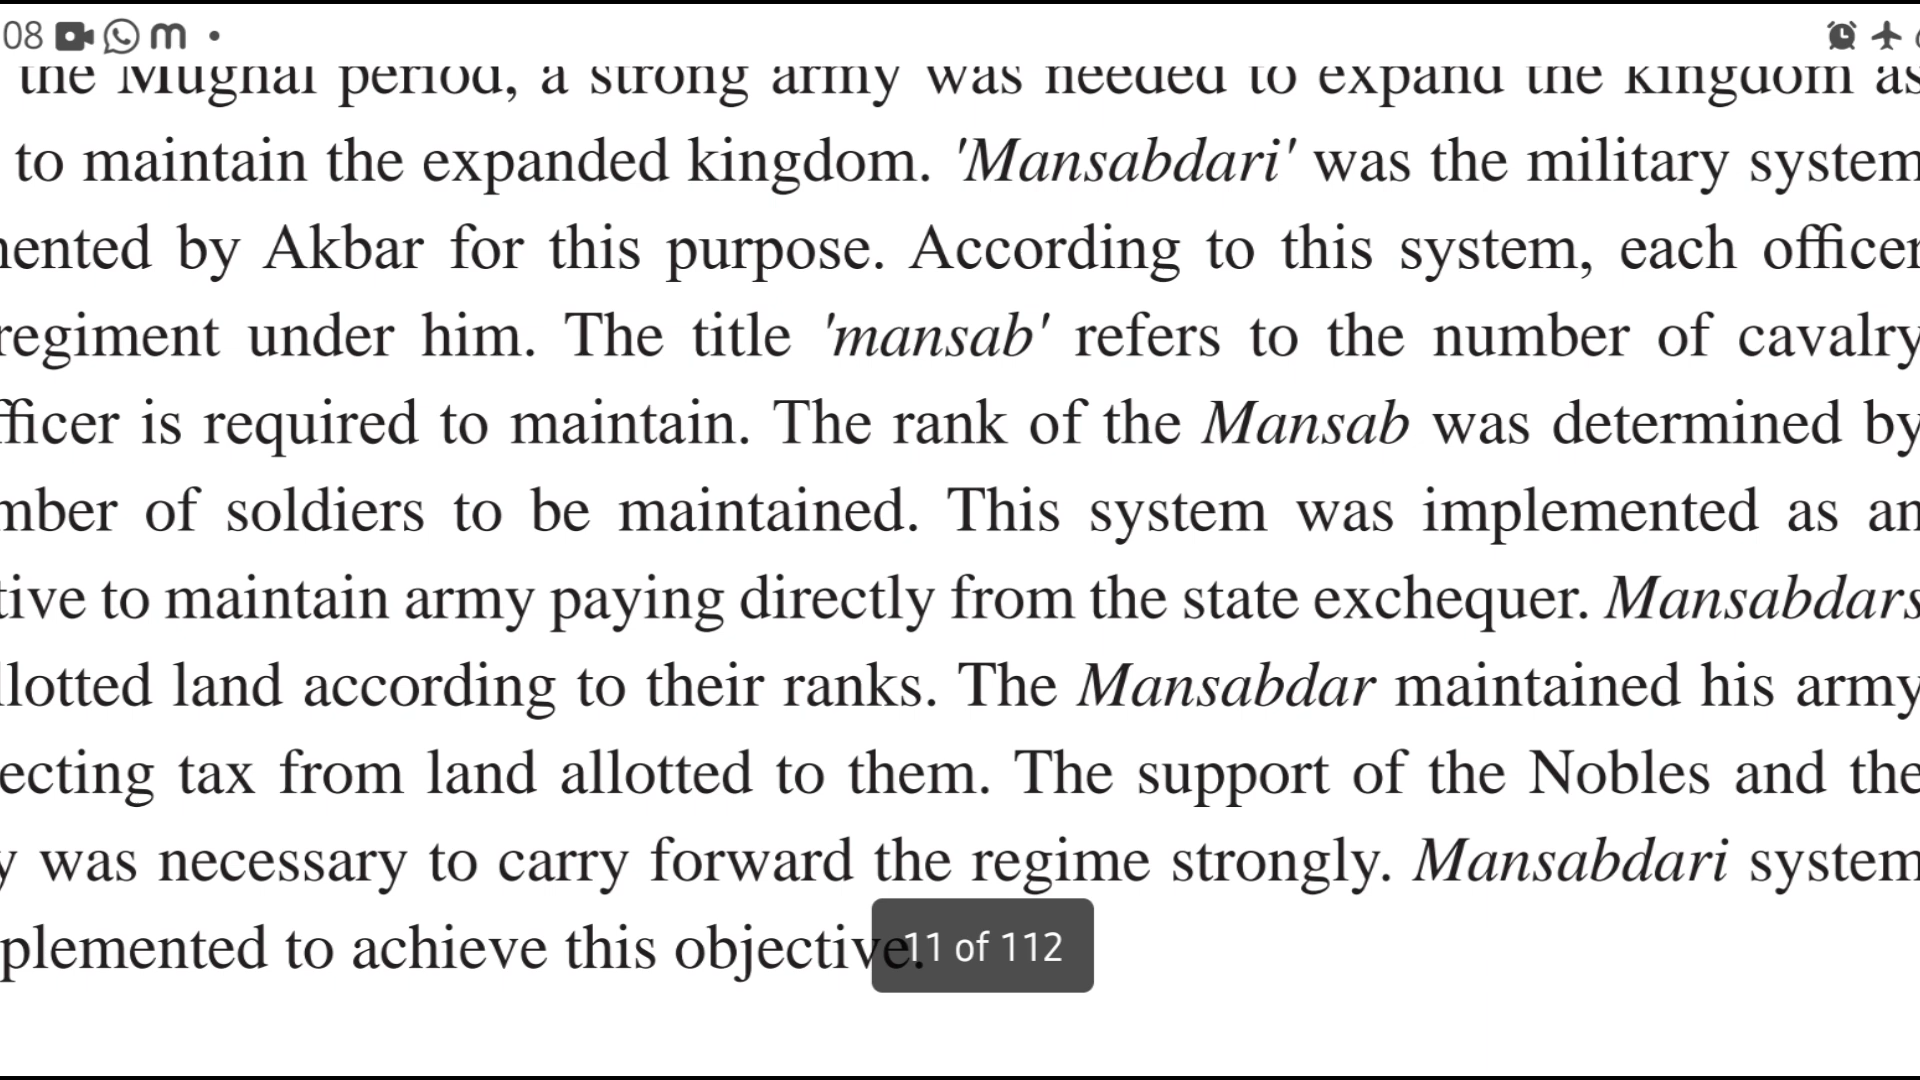 08
the Mughal period, a strong army was needed to expand the kingdom as
to maintain the expanded kingdom. 'Mansabdari' was the military system
mented by Akbar for this purpose. According to this system, each officer
regiment under him. The title 'mansab' refers to the number of cavalry
fficer is required to maintain. The rank of the Mansab was determined by
mber of soldiers to be maintained. This system was implemented as an
tive to maintain army paying directly from the state exchequer. Mansabdars
llotted land according to their ranks. The Mansabdar maintained his army
ecting tax from land allotted to them. The support of the Nobles and the
y was necessary to carry forward the regime strongly. Mansabdari system
plemented to achieve this objective.
11 of 112